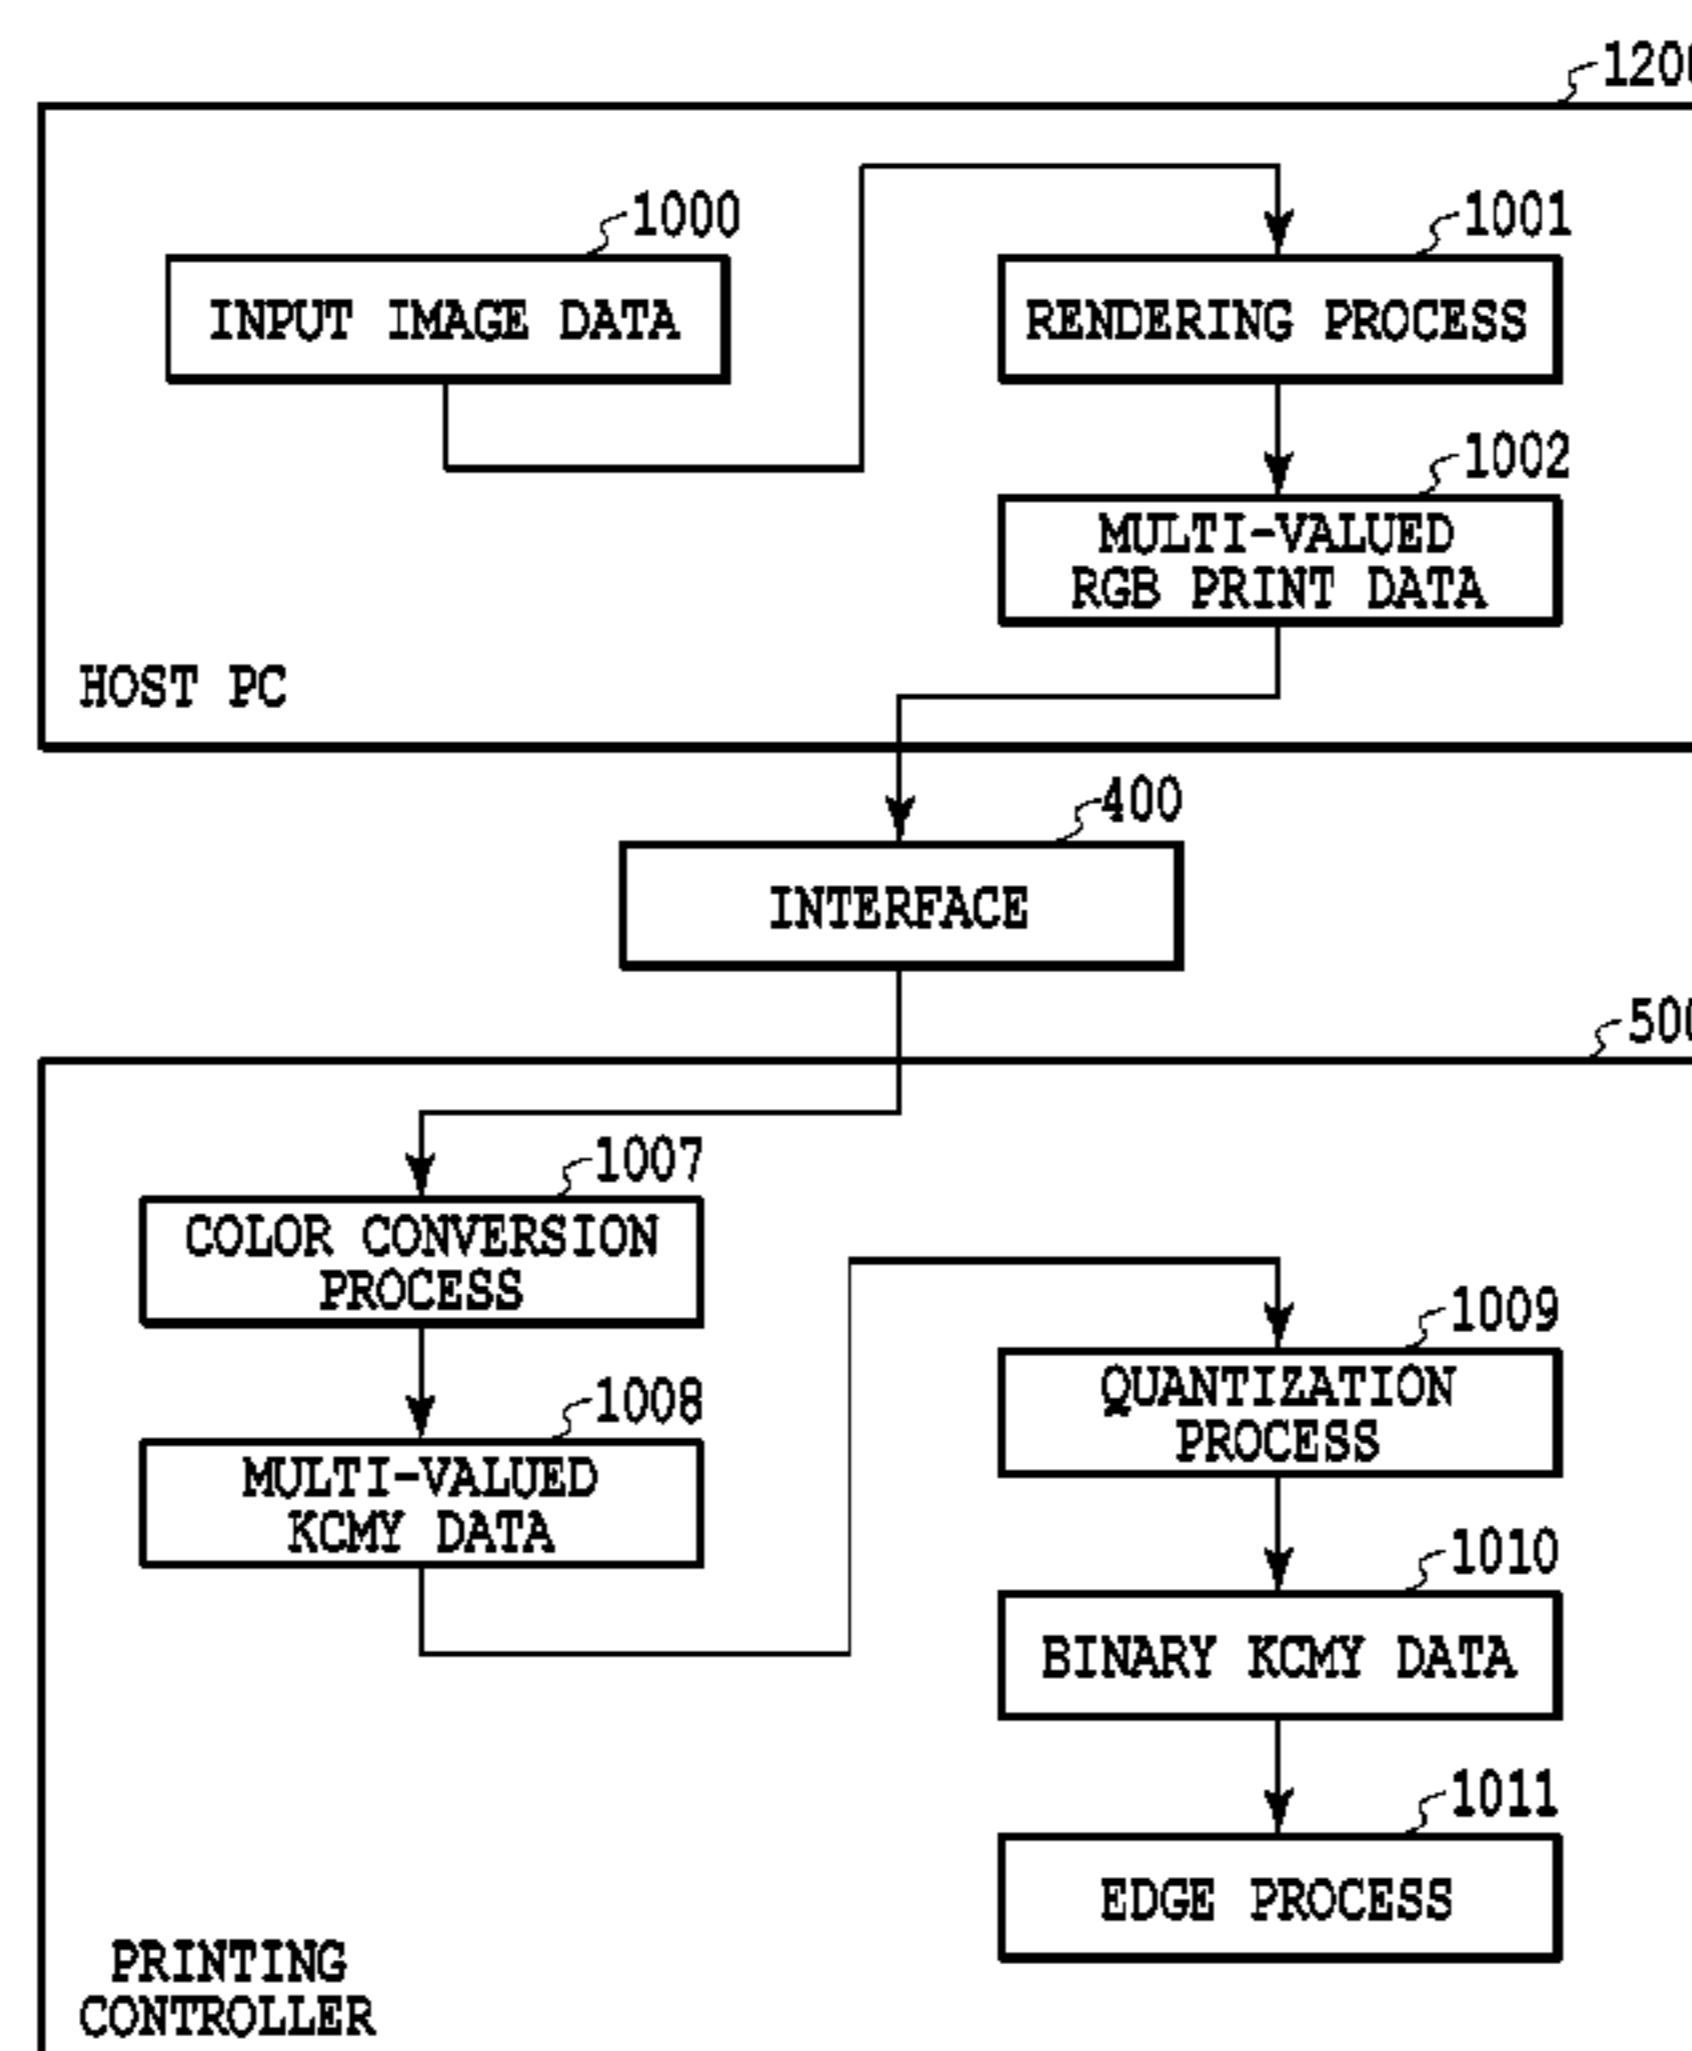 1200
1000
1001
INPUT IMAGE DATA
RENDERING PROCESS
1002
MULTI-VALUED
RGB PRINT DATA
HOST PC
400
INTERFACE
500
1007
COLOR CONVERSION
PROCESS
1009
QUANTIZATION
PROCESS
1008
MULTI-VALUED
KCMY DATA
1010
BINARY KCMY DATA
1011
EDGE PROCESS
PRINTING
CONTROLLER